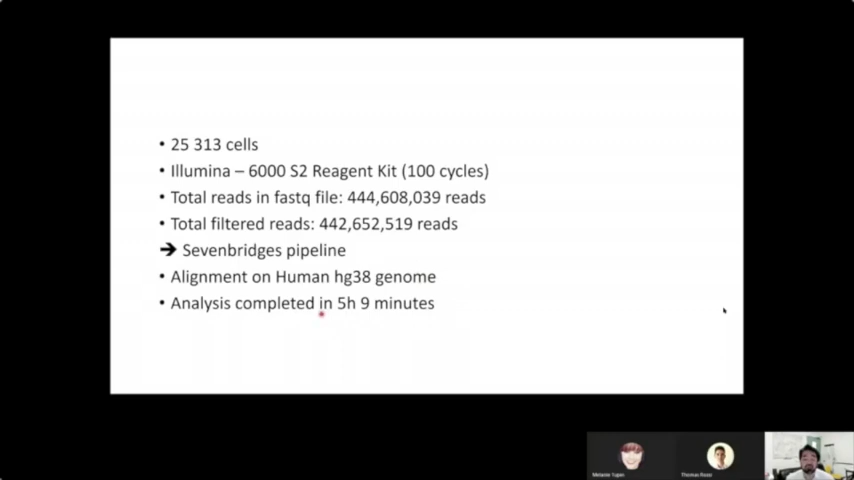 • 25 313 cells
• Illumina – 6000 S2 Reagent Kit (100 cycles)
• Total reads in fastq file: 444,608,039 reads
• Total filtered reads: 442,652,519 reads
➔ Sevenbridges pipeline
• Alignment on Human hg38 genome
• Analysis completed in 5h 9 minutes
Thomas Rossi